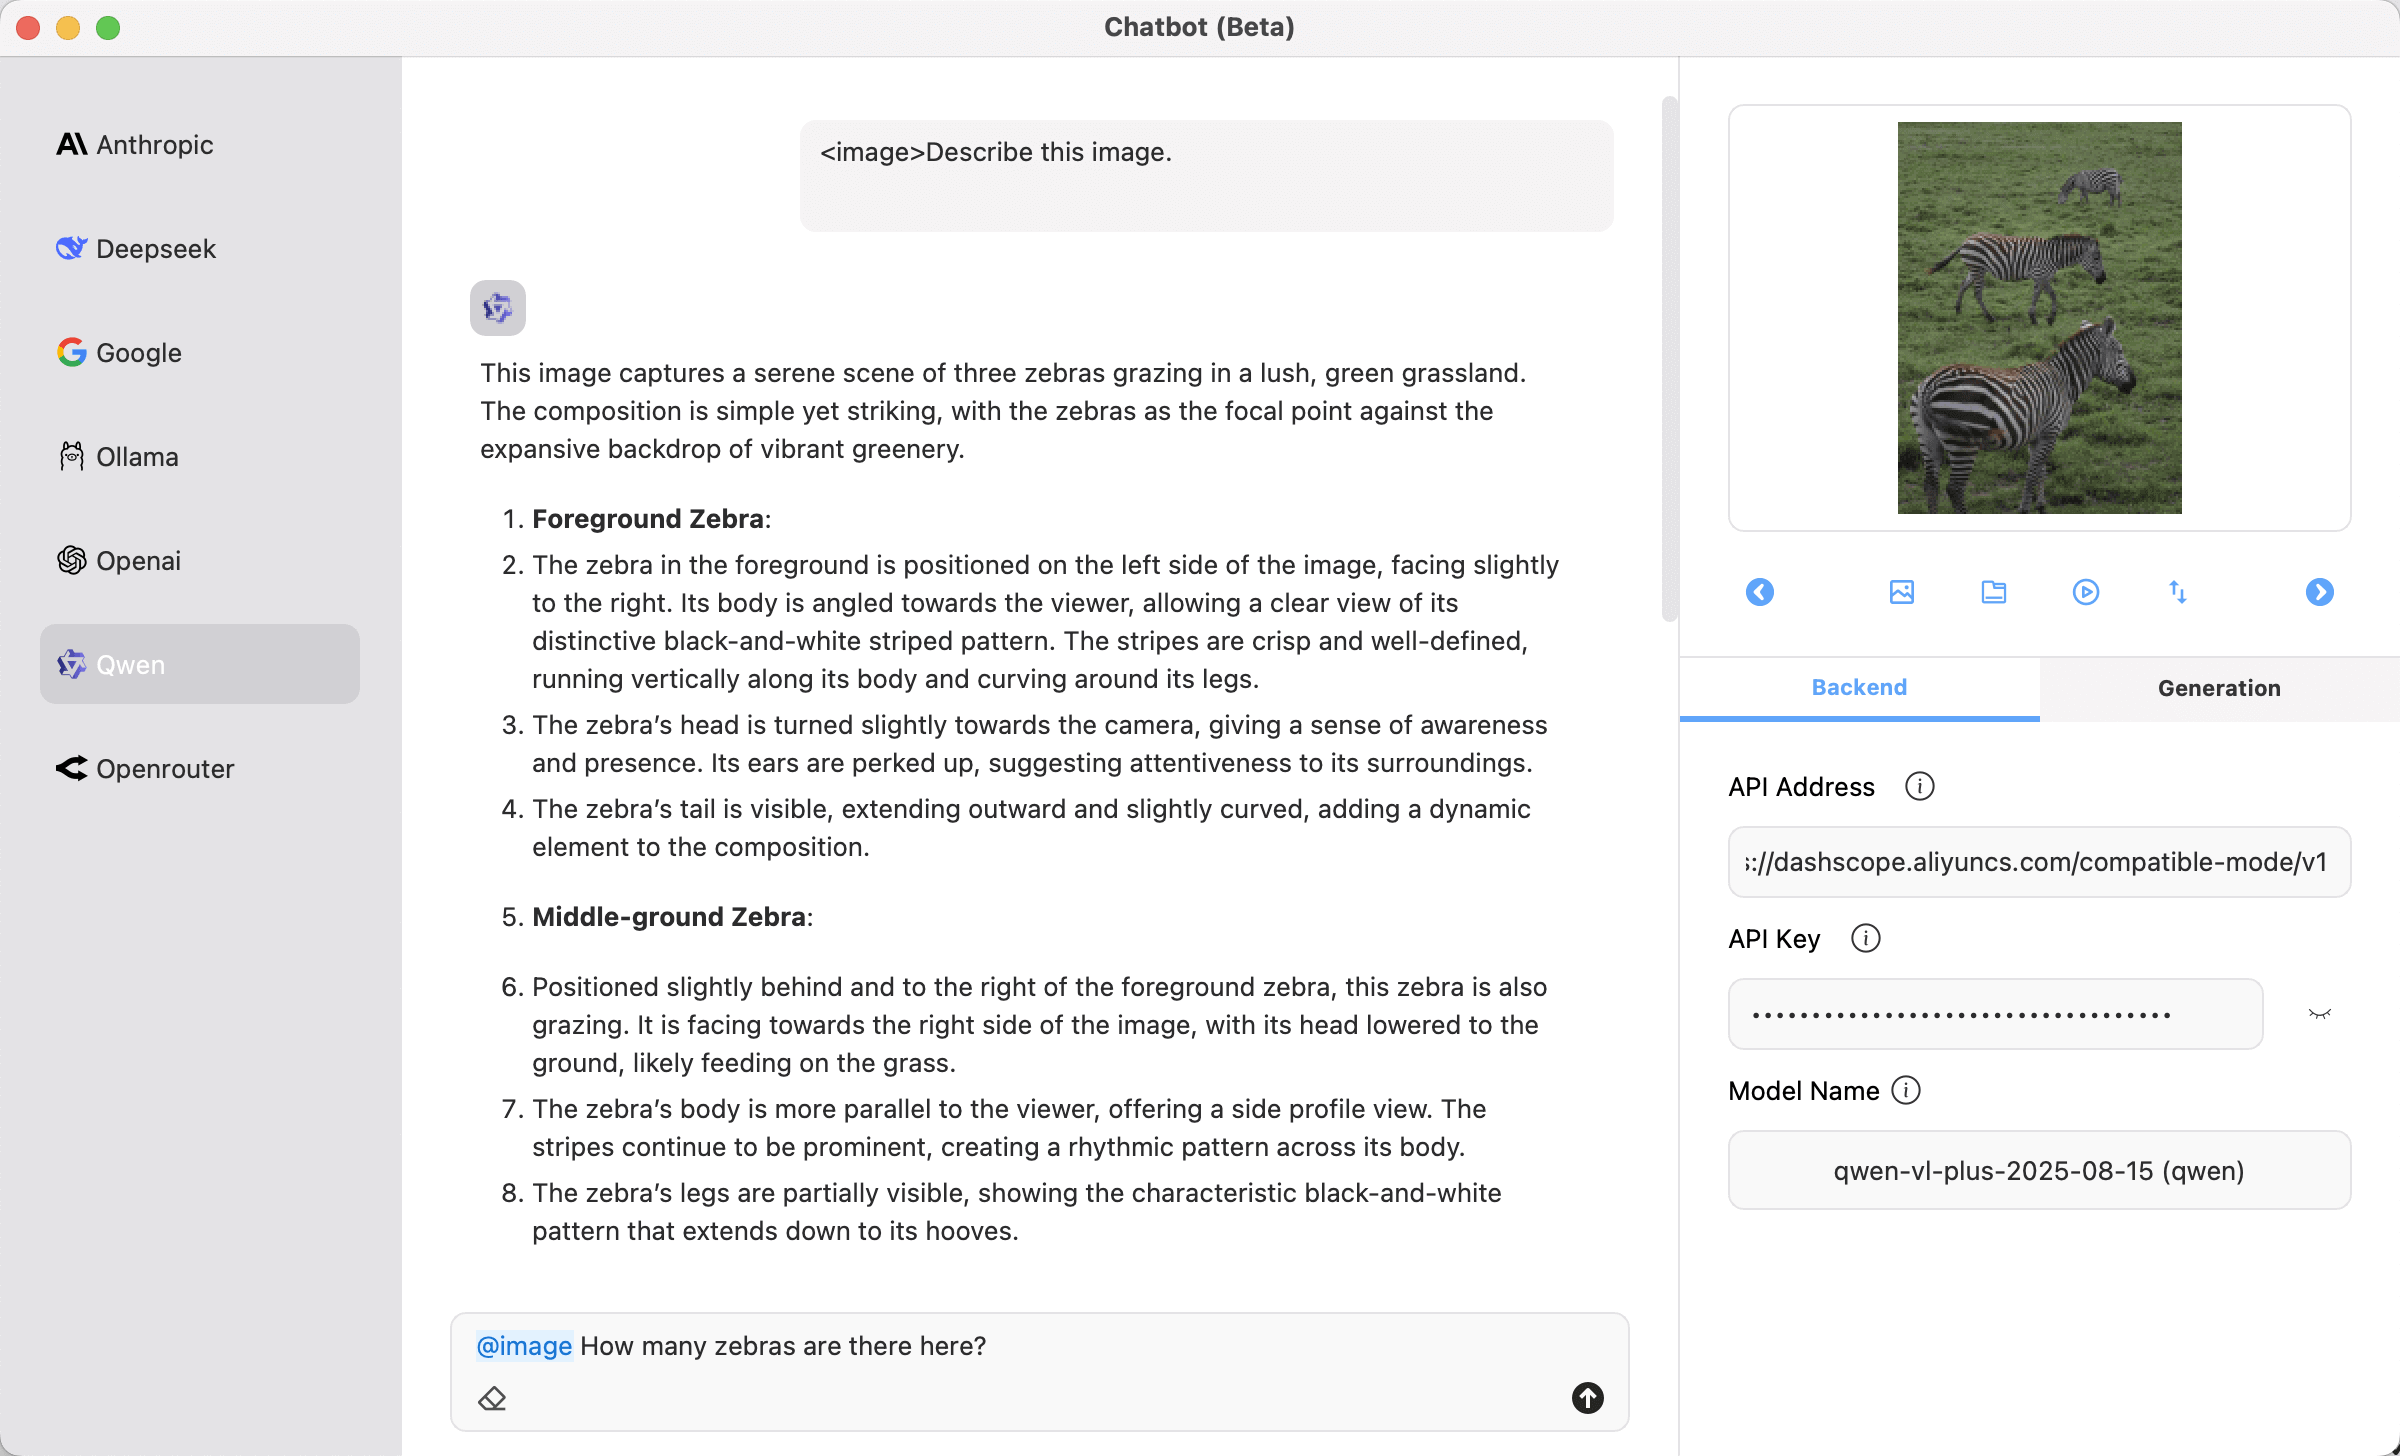 Chatbot (Beta)
Anthropic
Deepseek
Google
Ollama
Openai
Qwen
Openrouter
<image>Describe this image.
This image captures a serene scene of three zebras grazing in a lush, green grassland.
The composition is simple yet striking, with the zebras as the focal point against the
expansive backdrop of vibrant greenery.
1. Foreground Zebra:
2. The zebra in the foreground is positioned on the left side of the image, facing slightly
to the right. Its body is angled towards the viewer, allowing a clear view of its
distinctive black-and-white striped pattern. The stripes are crisp and well-defined,
running vertically along its body and curving around its legs.
3. The zebra’s head is turned slightly towards the camera, giving a sense of awareness
and presence. Its ears are perked up, suggesting attentiveness to its surroundings.
4. The zebra’s tail is visible, extending outward and slightly curved, adding a dynamic
element to the composition.
5. Middle-ground Zebra:
6. Positioned slightly behind and to the right of the foreground zebra, this zebra is also
grazing. It is facing towards the right side of the image, with its head lowered to the
ground, likely feeding on the grass.
7. The zebra’s body is more parallel to the viewer, offering a side profile view. The
stripes continue to be prominent, creating a rhythmic pattern across its body.
8. The zebra’s legs are partially visible, showing the characteristic black-and-white
pattern that extends down to its hooves.
@image How many zebras are there here?
Backend
Generation
API Address
://dashscope.aliyuncs.com/compatible-mode/v1
API Key
Model Name
qwen-vl-plus-2025-08-15 (qwen)